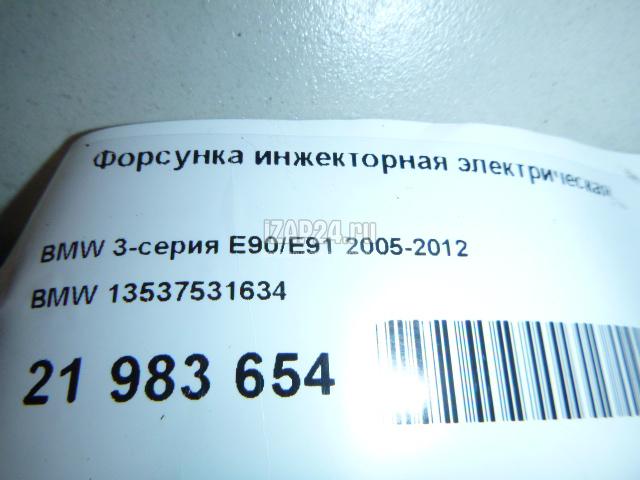 Форсунка инжекторная электрическая
iZAP24.ru
BMW 3-серия E90/E91 2005-2012
BMW 13537531634
21 983 654